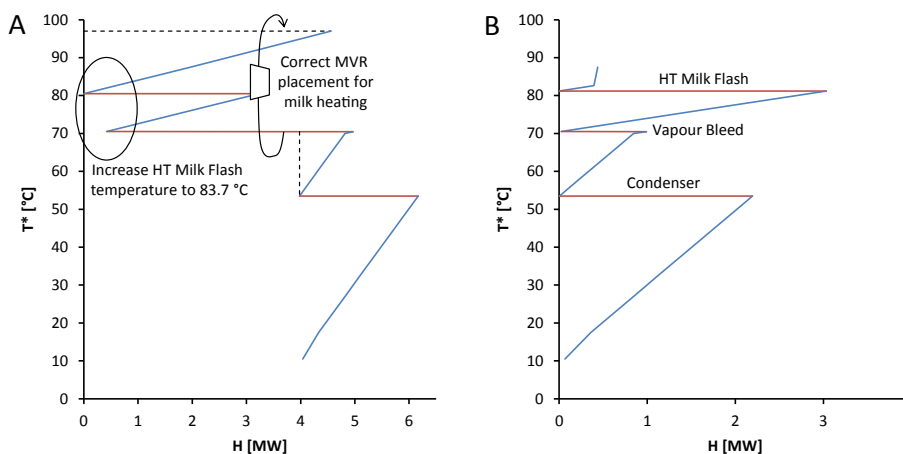 A
100
90
80
70
60
50
40
30
20
10
0
T* [°C]
0
1
2
3
4
5
6
H [MW]
Correct MVR
placement for
milk heating
Increase HT Milk Flash
temperature to 83.7 °C
B
100
90
80
70
60
50
40
30
20
10
0
T* [°C]
0
1
2
3
H [MW]
HT Milk Flash
Vapour Bleed
Condenser